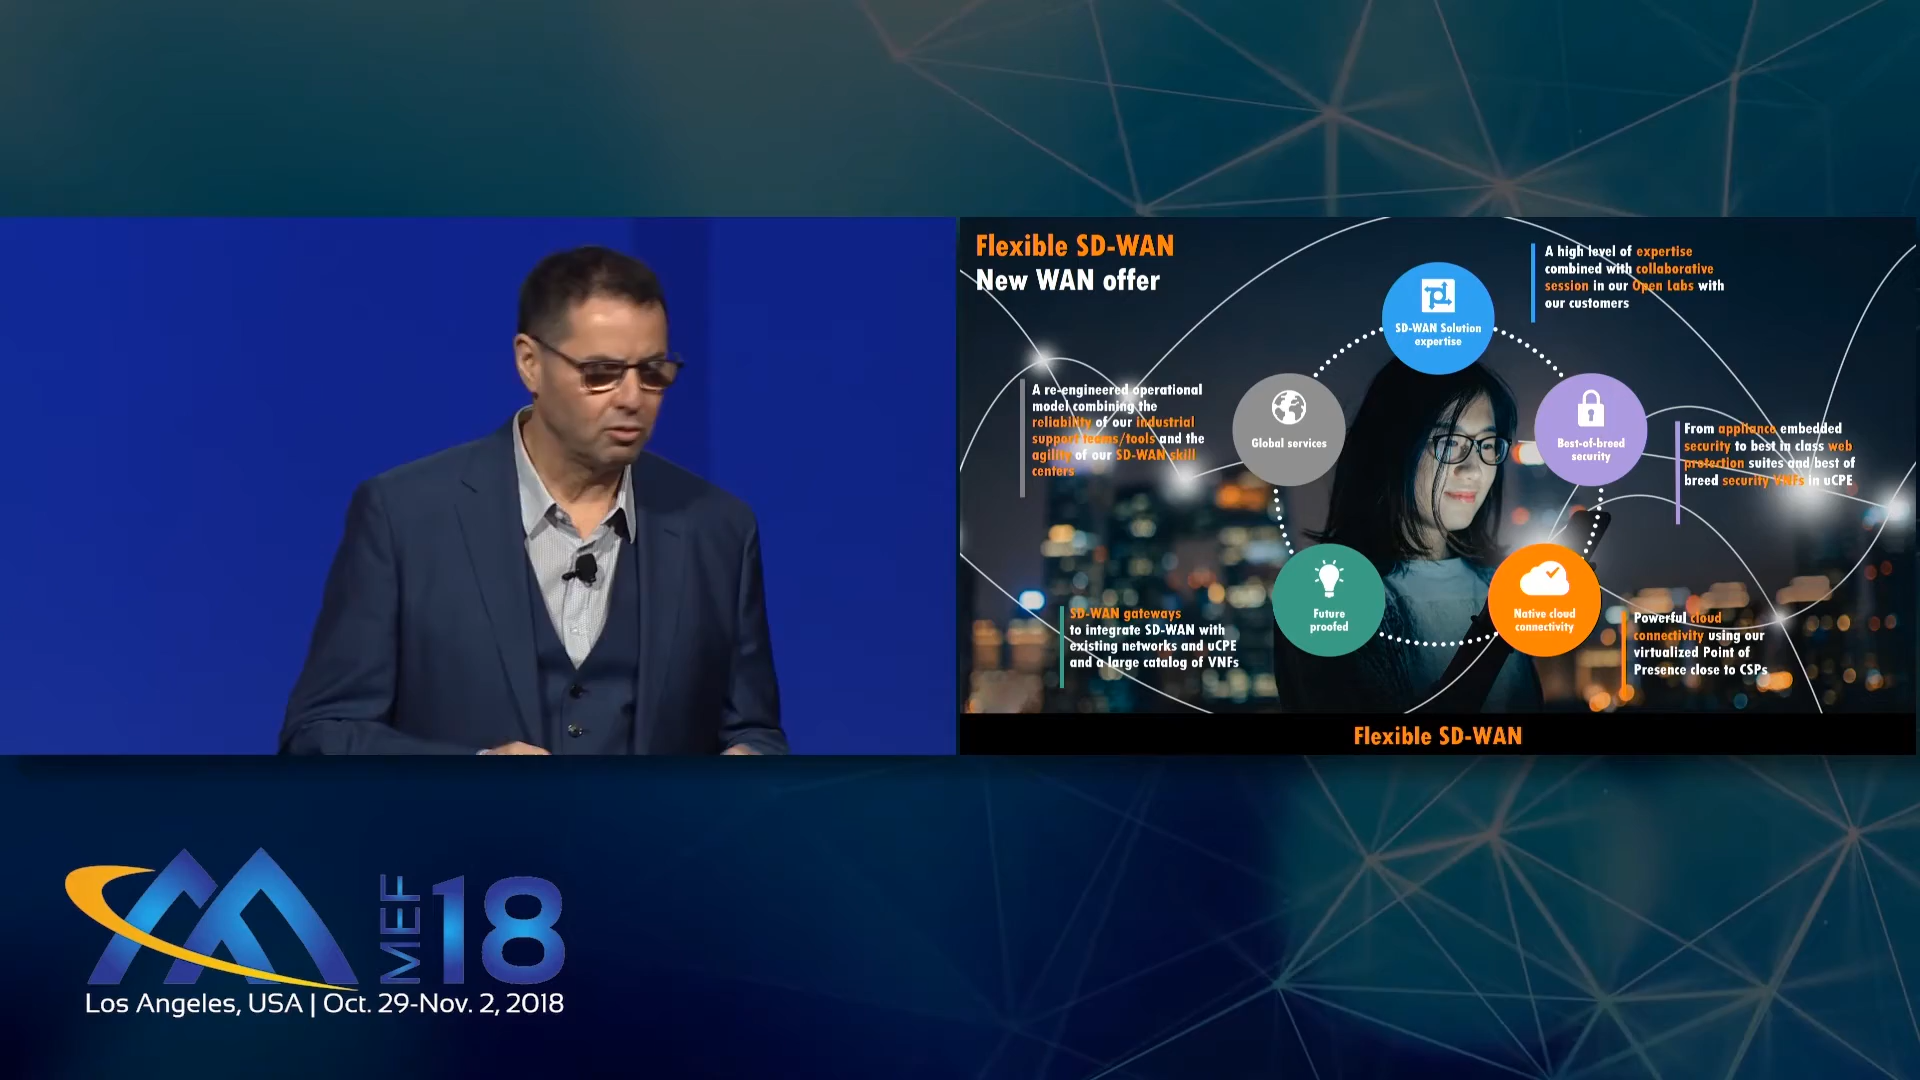 Flexible SD-WAN
New WAN offer
A high level of expertise
combined with collaborative
session in our Open Labs with
our customers
SD-WAN Solution
expertise
A re-engineered operational
model combining the
reliability of our industrial
support teams/tools and the
agility of our SD-WAN skill
centers
Global services
Best-of-breed
security
From appliance embedded
security to best in class web
protection suites and best of
breed security VNFs in uCPE
SD-WAN gateways
to integrate SD-WAN with
existing networks and uCPE
and a large catalog of VNFs
Future
proofed
Native cloud
connectivity
Powerful cloud
connectivity using our
virtualized Point of
Presence close to CSPs
Flexible SD-WAN
MEF 18
Los Angeles, USA | Oct. 29-Nov. 2, 2018